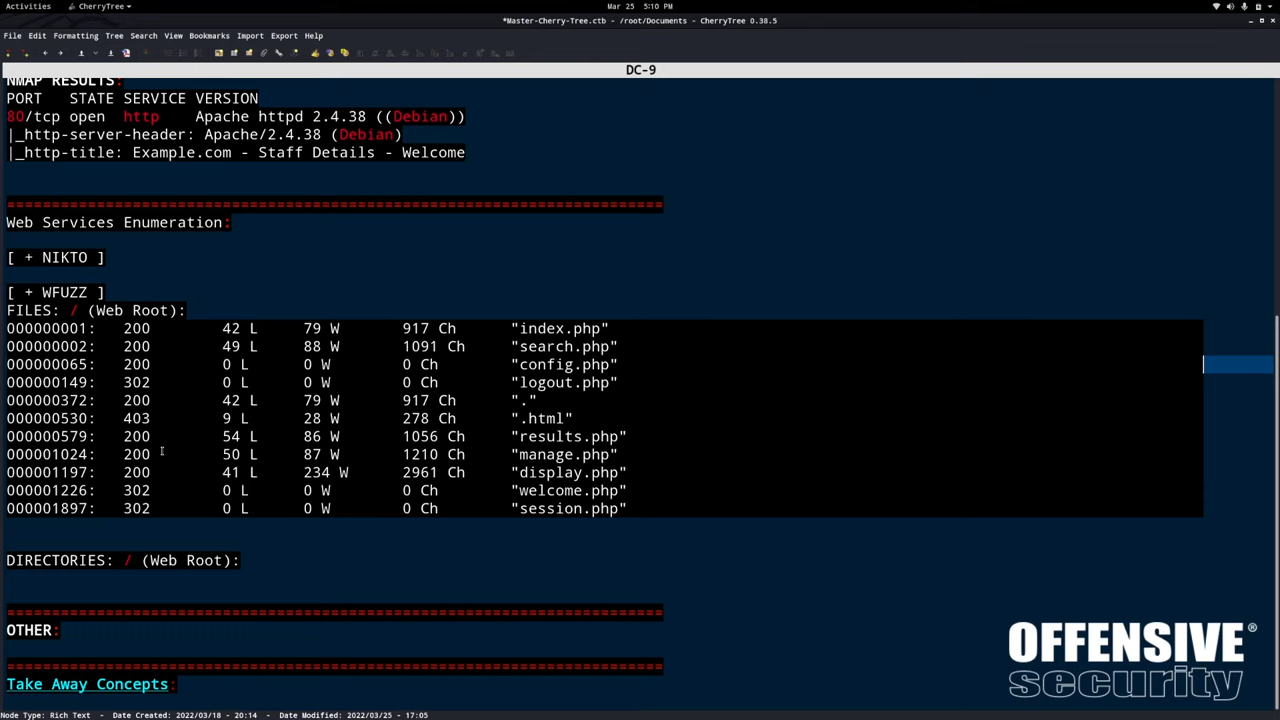 Activities CherryTree Mar 25 5:10 PM
*Master-Cherry-Tree.ctb - /root/Documents - CherryTree 0.38.5
File Edit Formatting Tree Search View Bookmarks Import Export Help
DC-9
NMAP RESULTS:
PORT STATE SERVICE VERSION
80/tcp open http Apache httpd 2.4.38 ((Debian))
|_http-server-header: Apache/2.4.38 (Debian)
|_http-title: Example.com - Staff Details - Welcome
=========================================================================
Web Services Enumeration:
[ + NIKTO ]
[ + WFUZZ ]
FILES: / (Web Root):
000000001: 200 42 L 79 W 917 Ch "index.php"
000000002: 200 49 L 88 W 1091 Ch "search.php"
000000065: 200 0 L 0 W 0 Ch "config.php"
000000149: 302 0 L 0 W 0 Ch "logout.php"
000000372: 200 42 L 79 W 917 Ch "."
000000530: 403 9 L 28 W 278 Ch ".html"
000000579: 200 54 L 86 W 1056 Ch "results.php"
000001024: 200 50 L 87 W 1210 Ch "manage.php"
000001197: 200 41 L 234 W 2961 Ch "display.php"
000001226: 302 0 L 0 W 0 Ch "welcome.php"
000001897: 302 0 L 0 W 0 Ch "session.php"
DIRECTORIES: / (Web Root):
=========================================================================
OTHER:
=========================================================================
Take Away Concepts:
OFFENSIVE®
security
Node Type: Rich Text - Date Created: 2022/03/18 - 20:14 - Date Modified: 2022/03/25 - 17:05